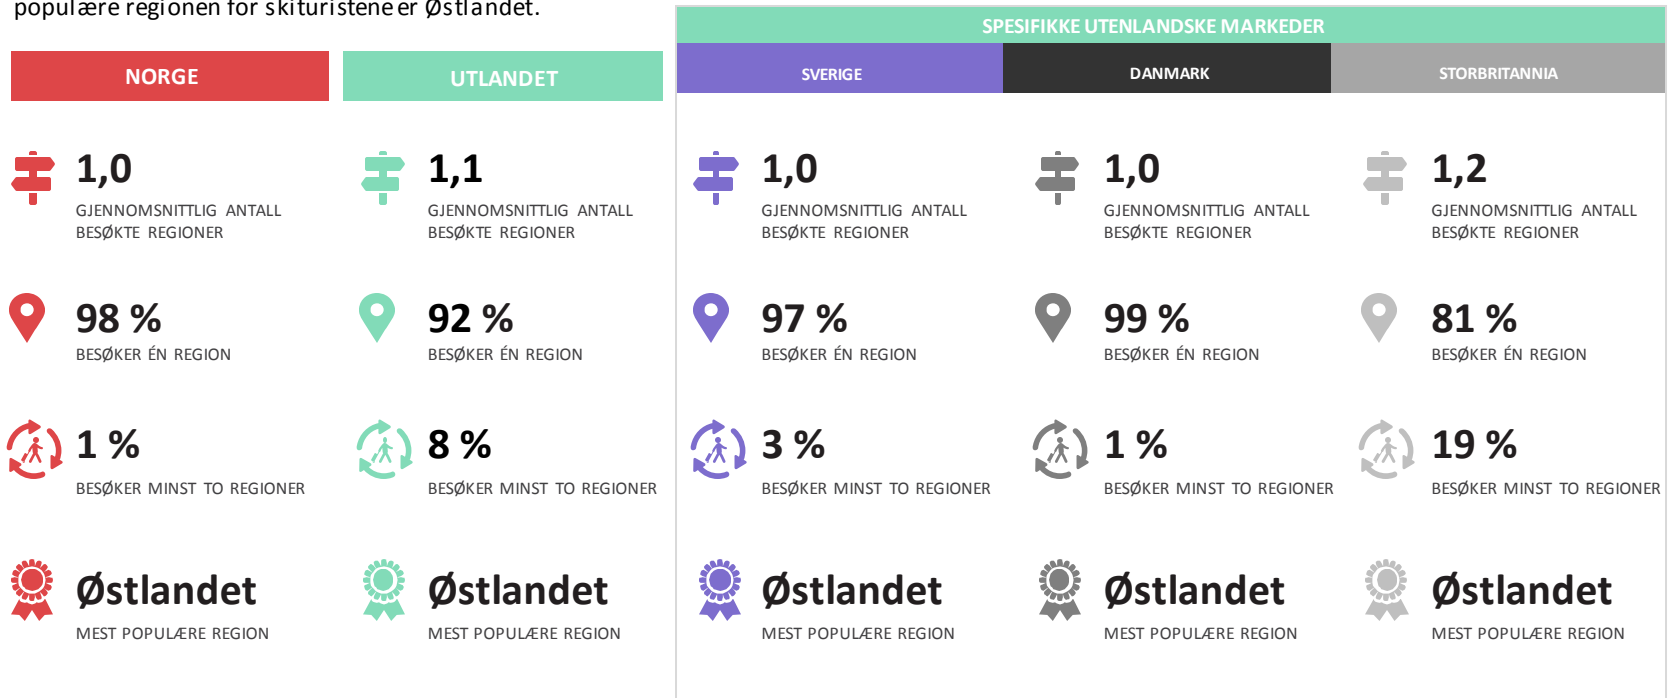 populære regionen for skituristene er Østlandet.
SPESIFIKKE UTENLANDSKE MARKEDER
NORGE
UTLANDET
SVERIGE
DANMARK
STORBRITANNIA
1,0
GJENNOMSNITTLIG ANTALL
BESØKTE REGIONER
1,1
GJENNOMSNITTLIG ANTALL
BESØKTE REGIONER
1,0
GJENNOMSNITTLIG ANTALL
BESØKTE REGIONER
1,0
GJENNOMSNITTLIG ANTALL
BESØKTE REGIONER
1,2
GJENNOMSNITTLIG ANTALL
BESØKTE REGIONER
98 %
BESØKER ÉN REGION
92 %
BESØKER ÉN REGION
97 %
BESØKER ÉN REGION
99 %
BESØKER ÉN REGION
81 %
BESØKER ÉN REGION
1 %
BESØKER MINST TO REGIONER
8 %
BESØKER MINST TO REGIONER
3 %
BESØKER MINST TO REGIONER
1 %
BESØKER MINST TO REGIONER
19 %
BESØKER MINST TO REGIONER
Østlandet
MEST POPULÆRE REGION
Østlandet
MEST POPULÆRE REGION
Østlandet
MEST POPULÆRE REGION
Østlandet
MEST POPULÆRE REGION
Østlandet
MEST POPULÆRE REGION